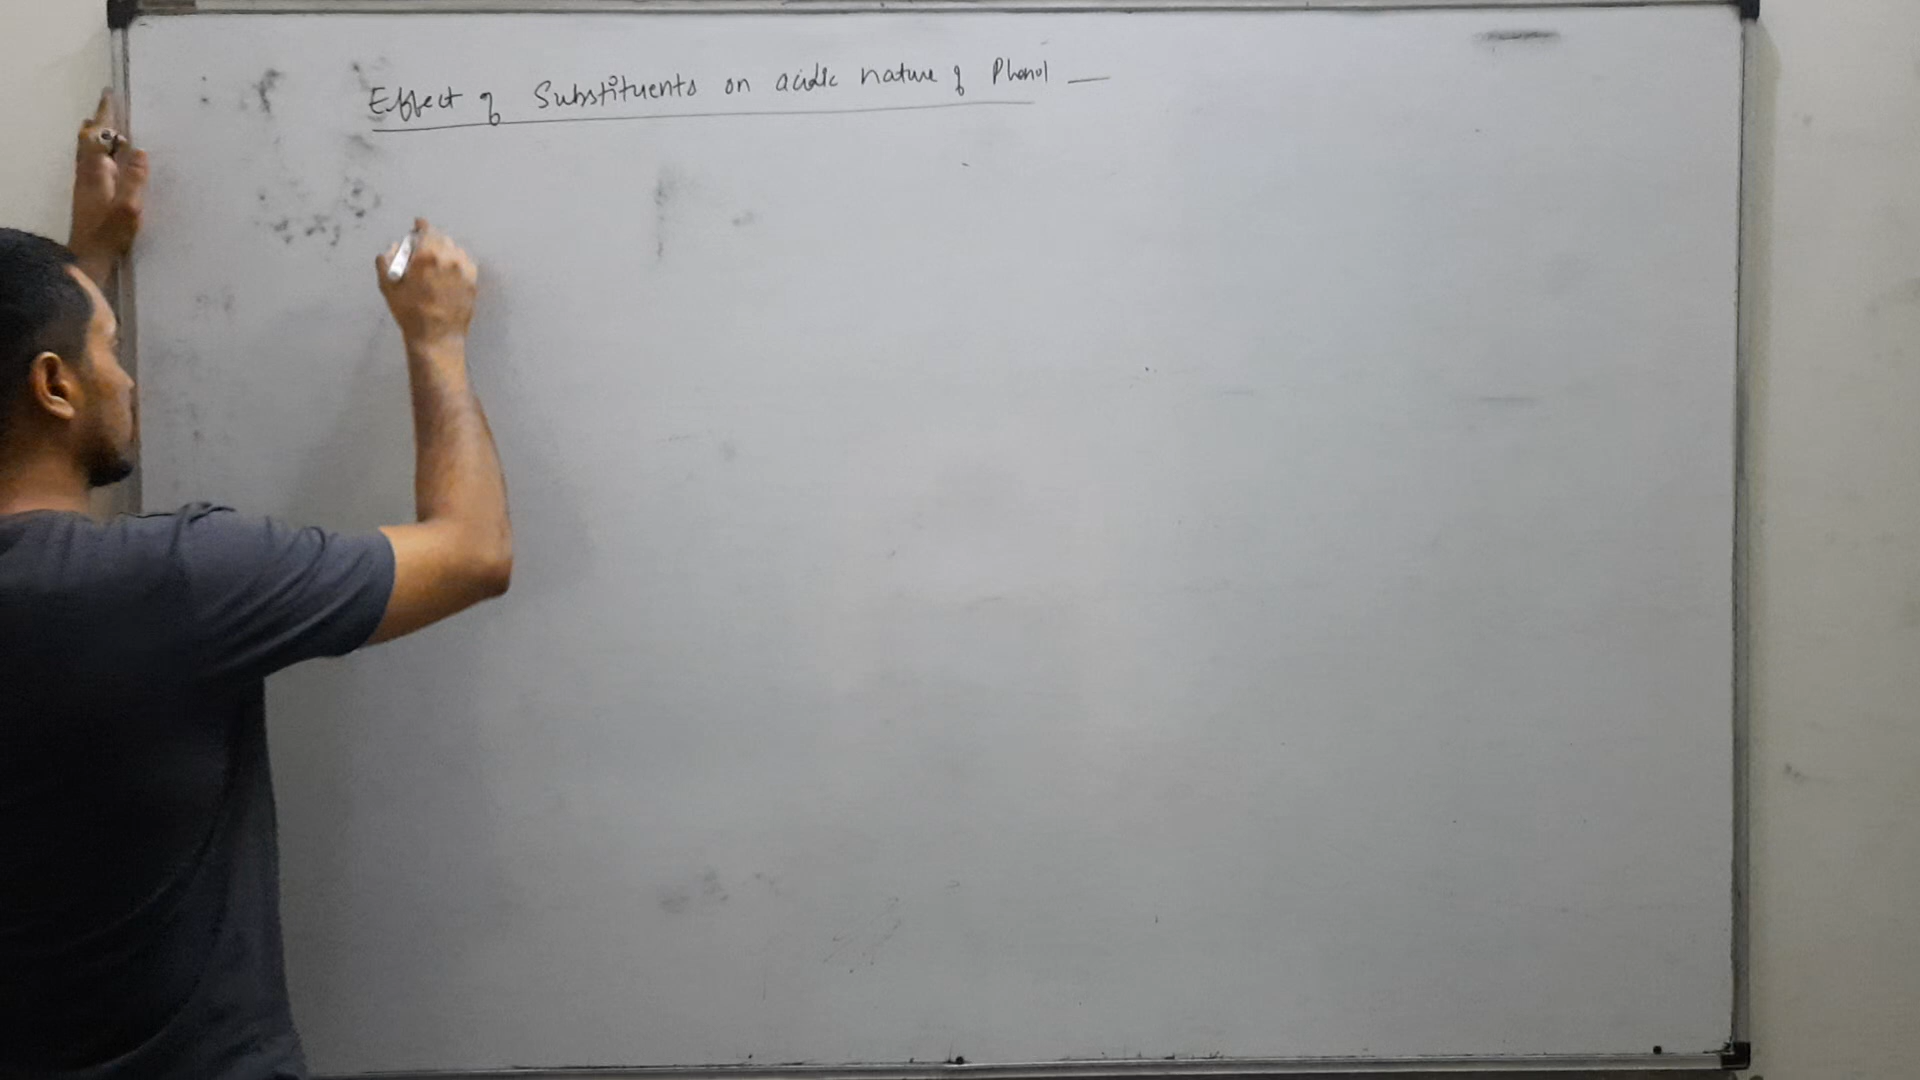 Effect of Substituents on acidic nature of Phenol —